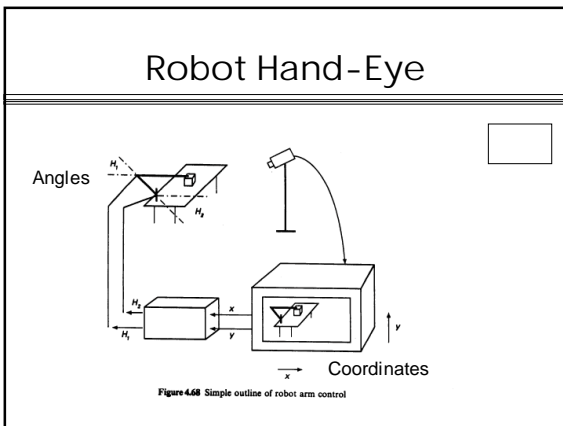 Robot Hand-Eye
H₁
Angles
H₂
H₂
x
H₁
y
y
x
Coordinates
Figure 4.68 Simple outline of robot arm control